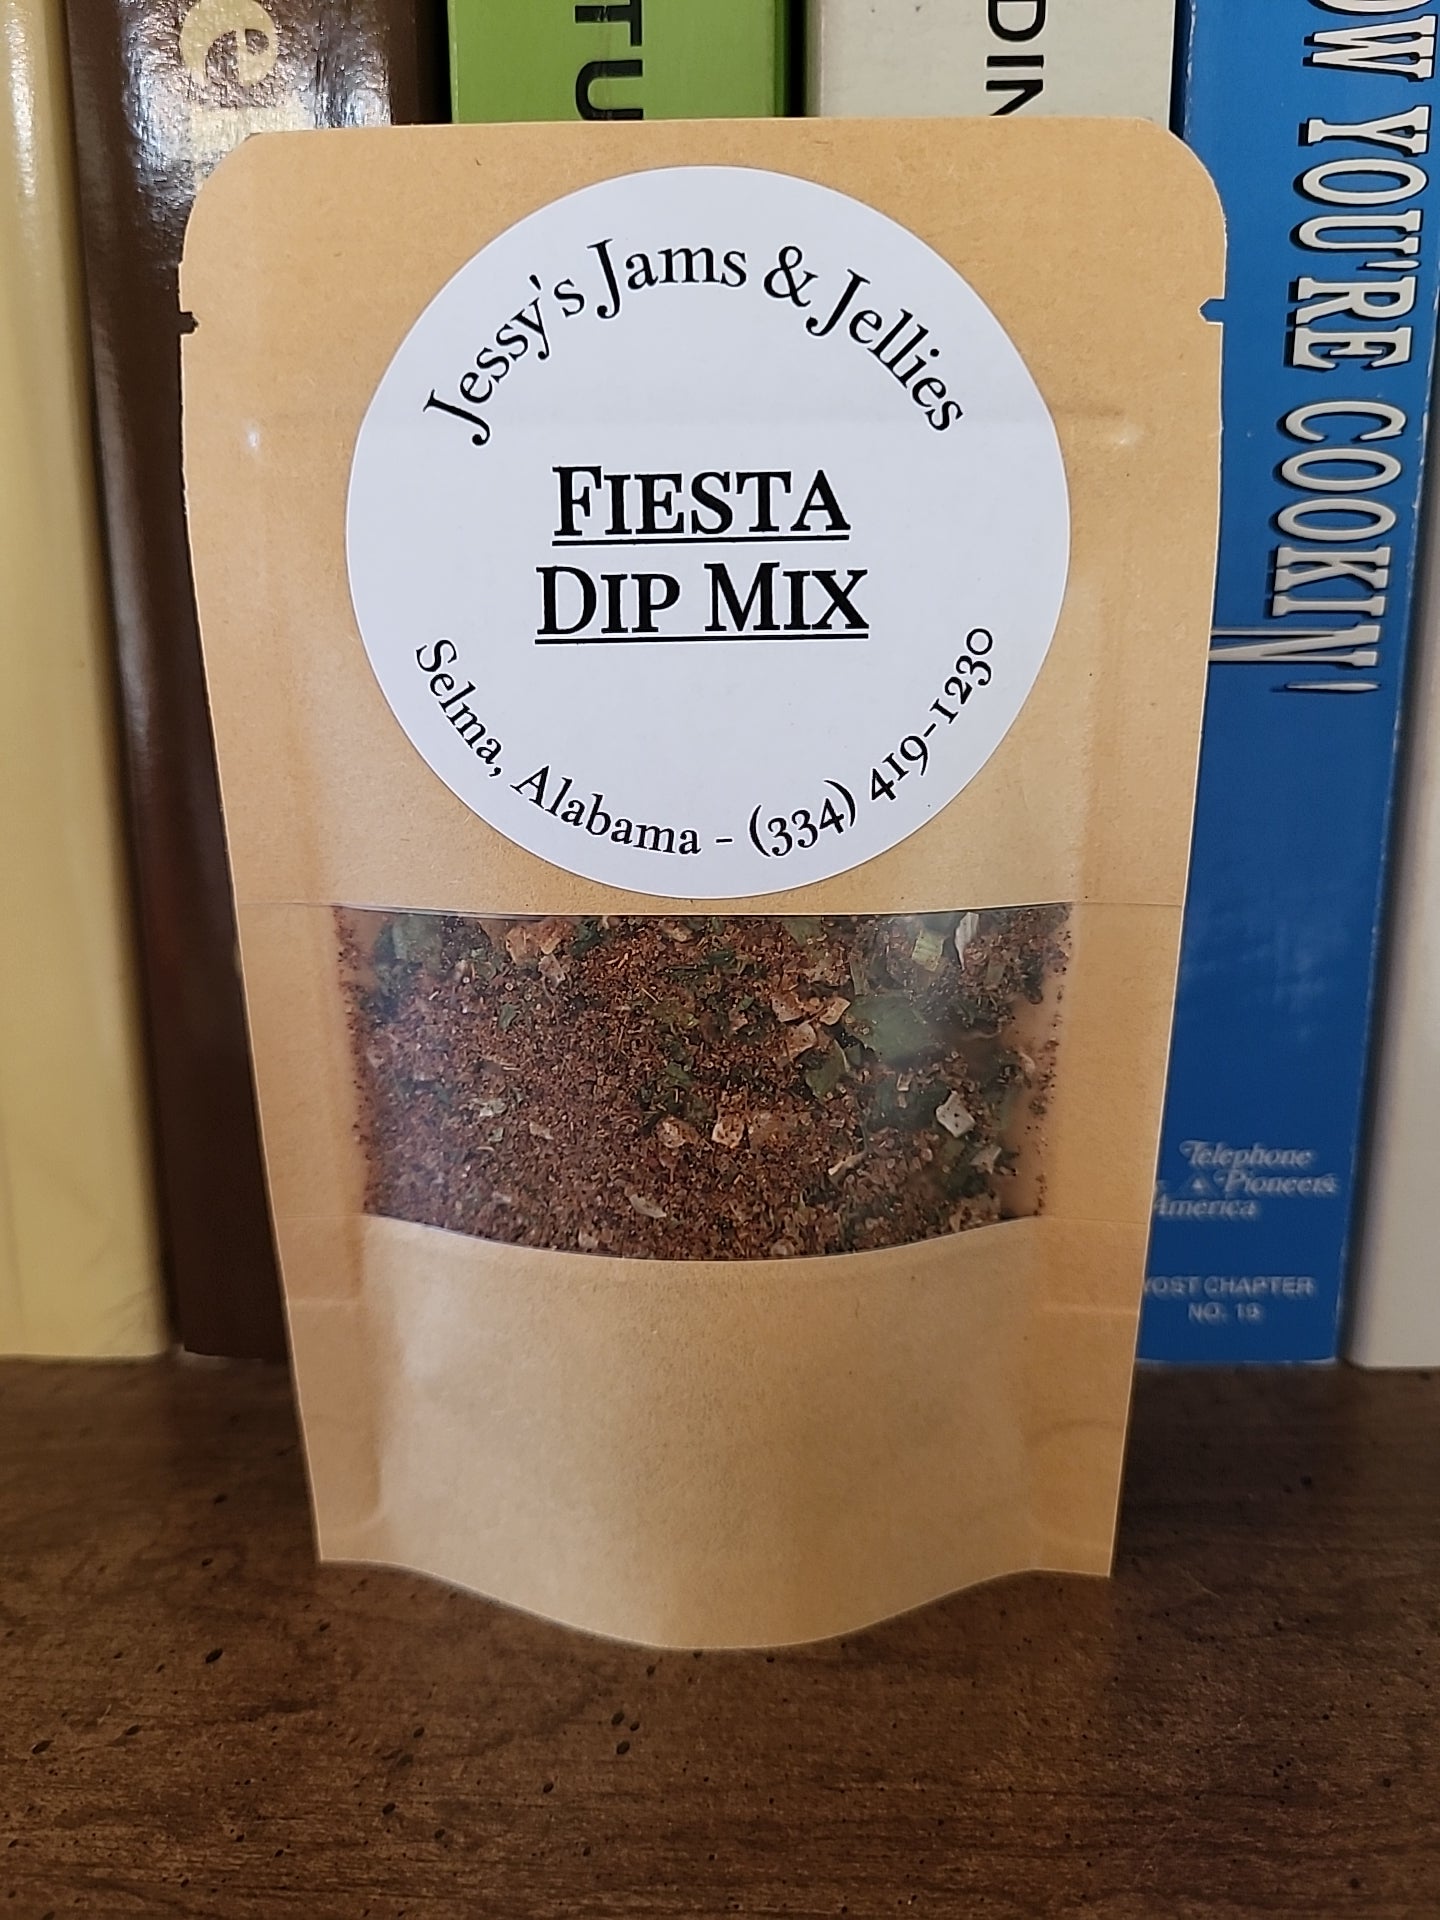 Jessy's Jams & Jellies
FIESTA
DIP MIX
Selma, Alabama - (334) 419-1230
YOU'RE COOKIN'!
Telephone
Pioneers
America
CHAPTER
NO. 18